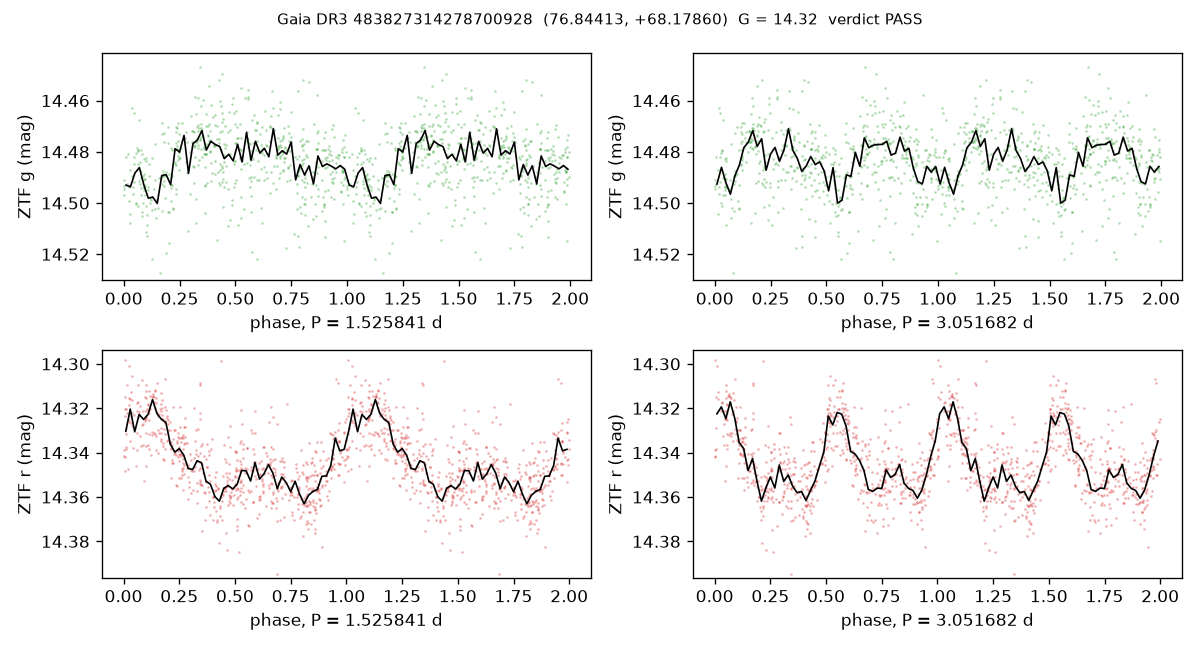 Gaia DR3 483827314278700928  (76.84413, +68.17860)  G = 14.32  verdict PASS
ZTF g (mag)
14.46
14.48
14.50
14.52
0.00 0.25 0.50 0.75 1.00 1.25 1.50 1.75 2.00
phase, P = 1.525841 d
ZTF g (mag)
14.46
14.48
14.50
14.52
0.00 0.25 0.50 0.75 1.00 1.25 1.50 1.75 2.00
phase, P = 3.051682 d
ZTF r (mag)
14.30
14.32
14.34
14.36
14.38
0.00 0.25 0.50 0.75 1.00 1.25 1.50 1.75 2.00
phase, P = 1.525841 d
ZTF r (mag)
14.30
14.32
14.34
14.36
14.38
0.00 0.25 0.50 0.75 1.00 1.25 1.50 1.75 2.00
phase, P = 3.051682 d